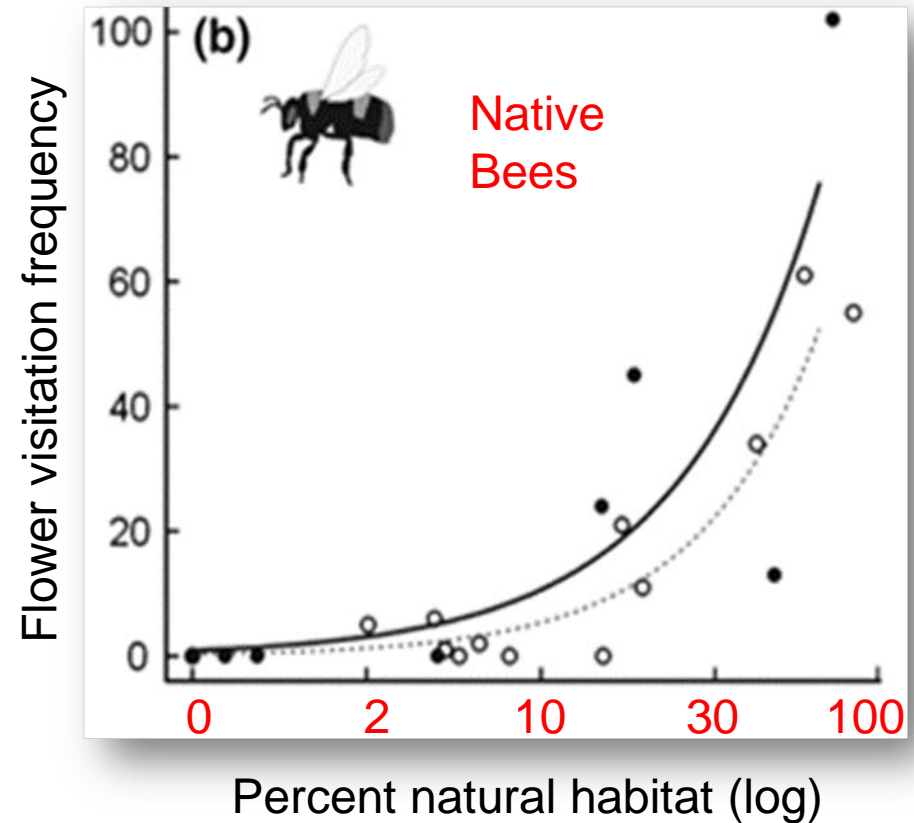 (b)
Native
Bees
Flower visitation frequency
100
80
60
40
20
0
0 2 10 30 100
Percent natural habitat (log)